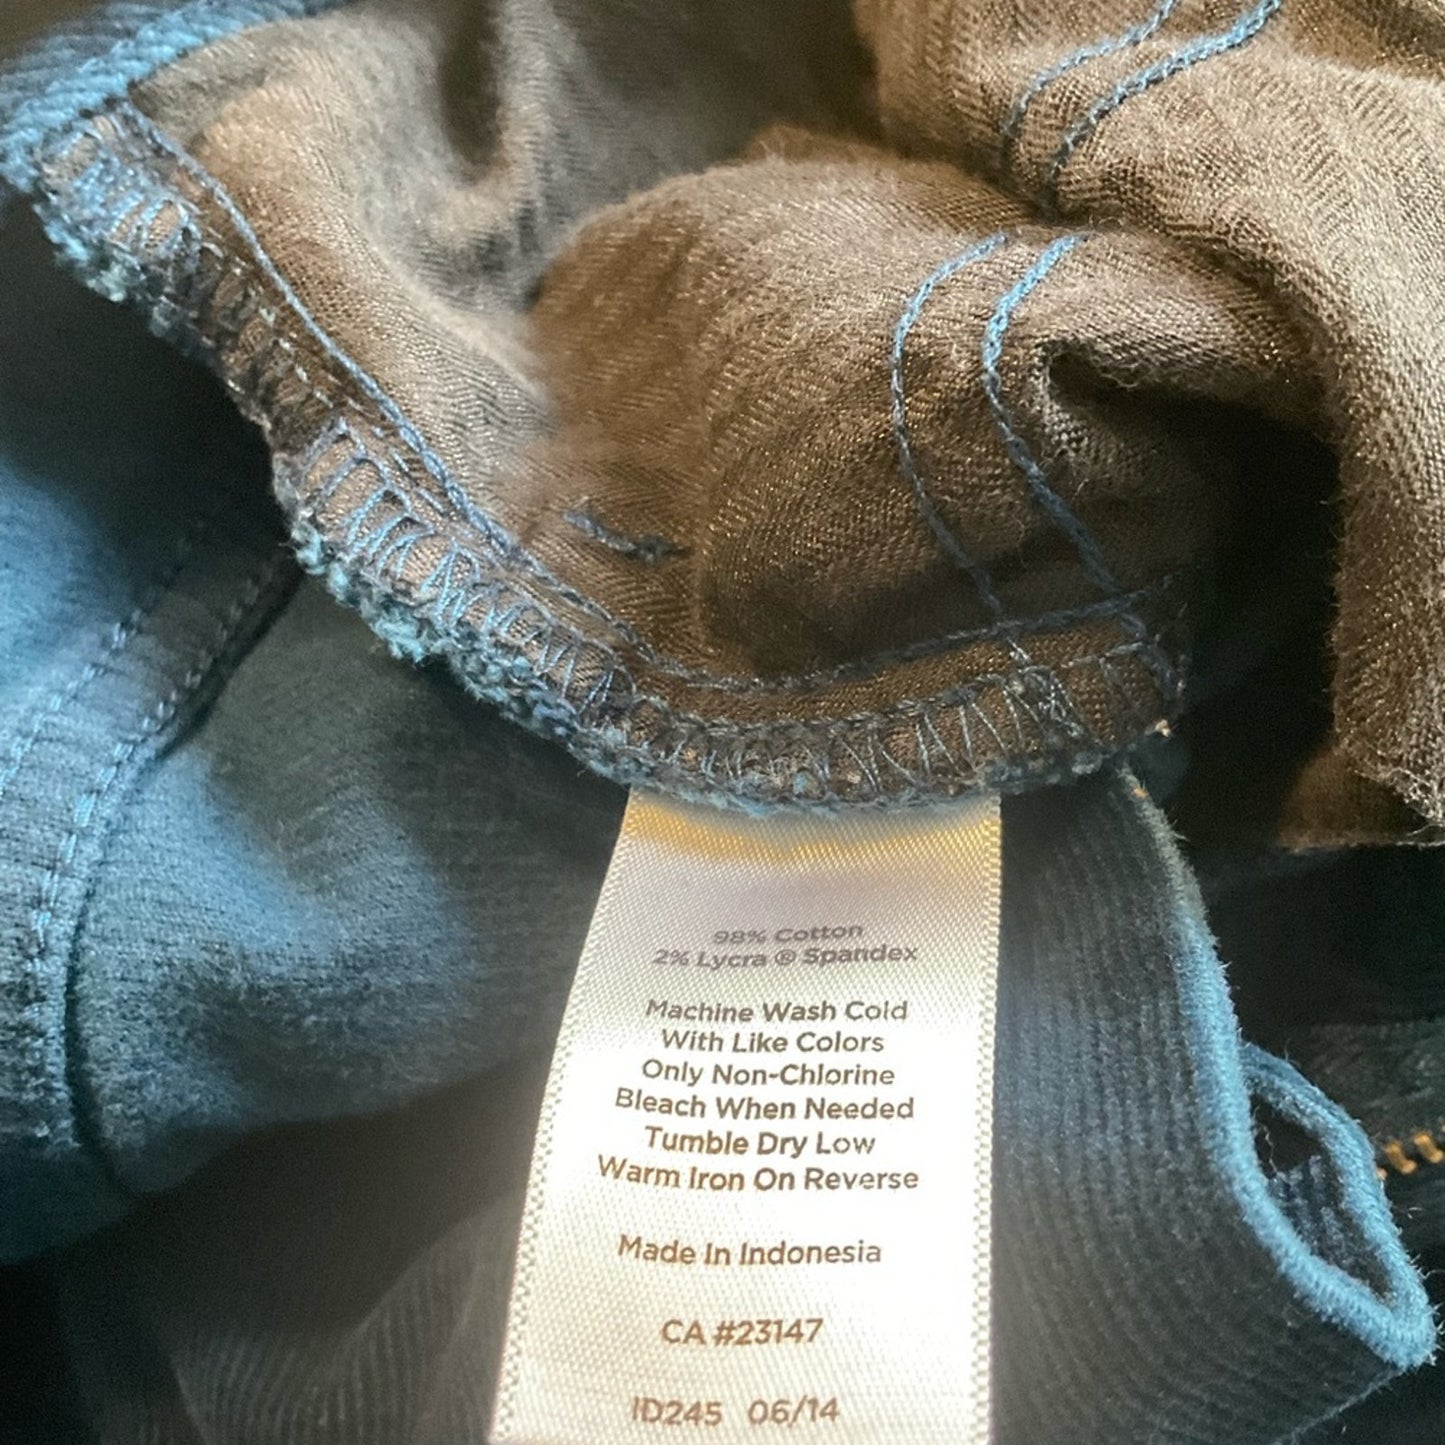 98% Cotton
2% Lycra ® Spandex
Machine Wash Cold
With Like Colors
Only Non-Chlorine
Bleach When Needed
Tumble Dry Low
Warm Iron On Reverse
Made In Indonesia
CA #23147
ID245 06/14